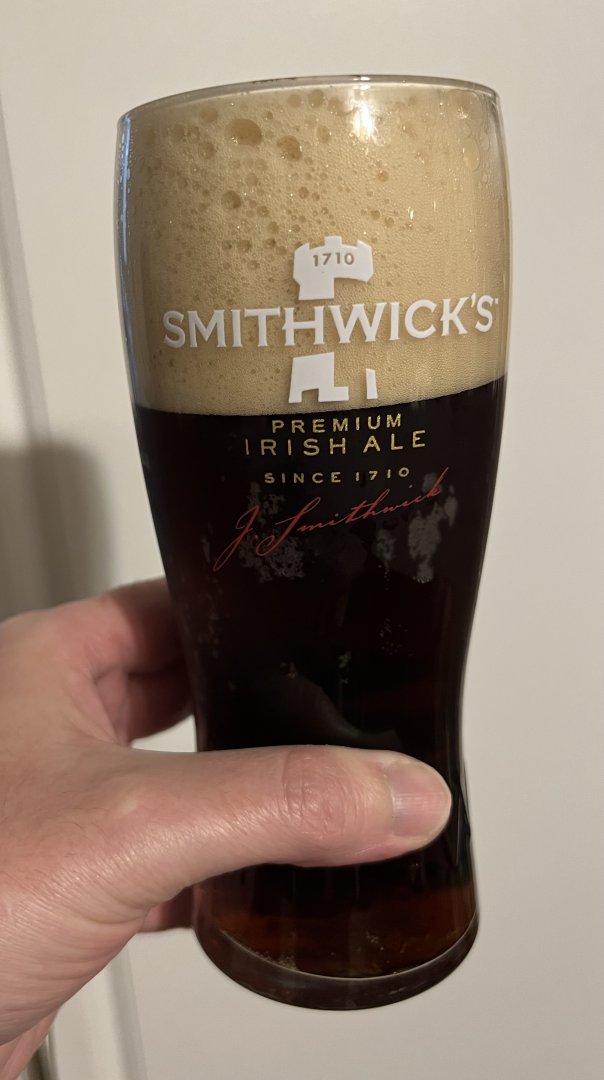 1710
SMITHWICK'S
PREMIUM
IRISH ALE
SINCE 1710
J. Smithwick